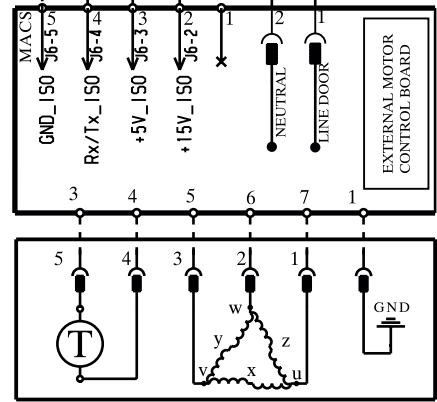 MACS
5 4 3 2 1 2 1
J6-5 J6-4 J6-3 J6-2
GND_ISO
Rx/Tx_ISO
+5V_ISO
+15V_ISO
NEUTRAL
LINE DOOR
EXTERNAL MOTOR
CONTROL BOARD
3 4 5 6 7 1
5 4 3 2 1
GND
w
T y z
v x u